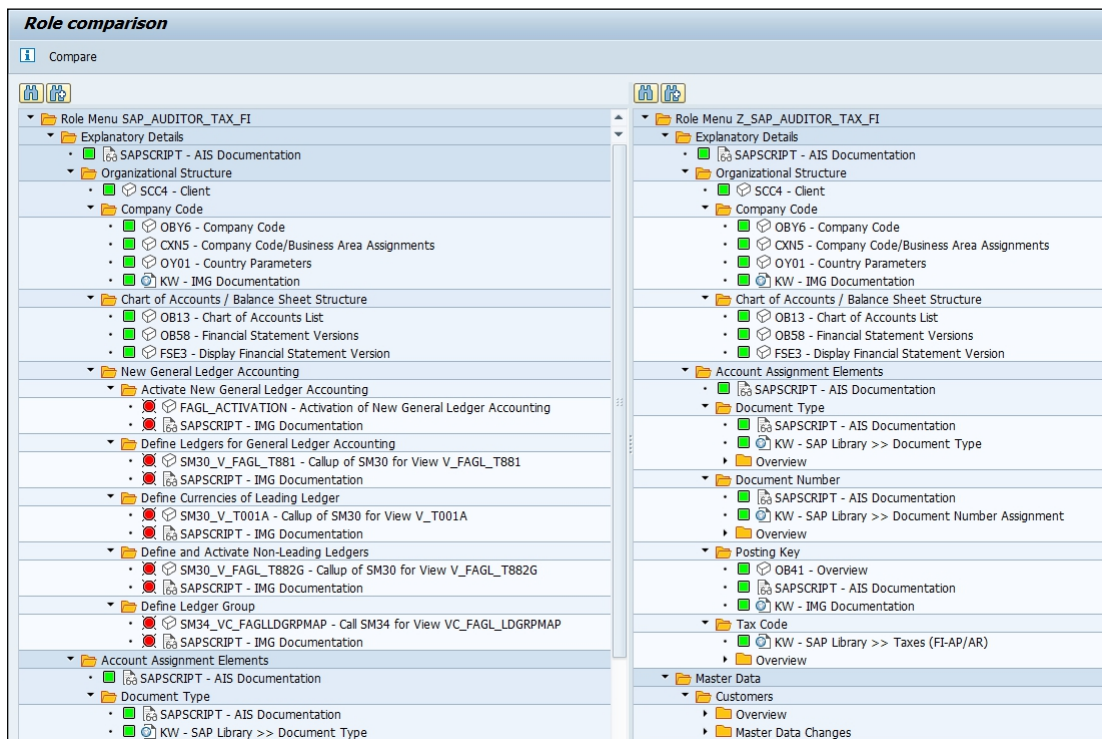 Role comparison
Compare
Role Menu SAP_AUDITOR_TAX_FI
Explanatory Details
SAPSCRIPT - AIS Documentation
Organizational Structure
SCC4 - Client
Company Code
OBY6 - Company Code
CXN5 - Company Code/Business Area Assignments
OY01 - Country Parameters
KW - IMG Documentation
Chart of Accounts / Balance Sheet Structure
OB13 - Chart of Accounts List
OB58 - Financial Statement Versions
FSE3 - Display Financial Statement Version
New General Ledger Accounting
Activate New General Ledger Accounting
FAGL_ACTIVATION - Activation of New General Ledger Accounting
SAPSCRIPT - IMG Documentation
Define Ledgers for General Ledger Accounting
SM30_V_FAGL_T881 - Callup of SM30 for View V_FAGL_T881
SAPSCRIPT - IMG Documentation
Define Currencies of Leading Ledger
SM30_V_T001A - Callup of SM30 for View V_T001A
SAPSCRIPT - IMG Documentation
Define and Activate Non-Leading Ledgers
SM30_V_FAGL_T882G - Callup of SM30 for View V_FAGL_T882G
SAPSCRIPT - IMG Documentation
Define Ledger Group
SM34_VC_FAGLLDGRPMAP - Call SM34 for View VC_FAGL_LDGRPMAP
SAPSCRIPT - IMG Documentation
Account Assignment Elements
SAPSCRIPT - AIS Documentation
Document Type
SAPSCRIPT - AIS Documentation
KW - SAP Library >> Document Type
Role Menu Z_SAP_AUDITOR_TAX_FI
Explanatory Details
SAPSCRIPT - AIS Documentation
Organizational Structure
SCC4 - Client
Company Code
OBY6 - Company Code
CXN5 - Company Code/Business Area Assignments
OY01 - Country Parameters
KW - IMG Documentation
Chart of Accounts / Balance Sheet Structure
OB13 - Chart of Accounts List
OB58 - Financial Statement Versions
FSE3 - Display Financial Statement Version
Account Assignment Elements
SAPSCRIPT - AIS Documentation
Document Type
SAPSCRIPT - AIS Documentation
KW - SAP Library >> Document Type
Overview
Document Number
SAPSCRIPT - AIS Documentation
KW - SAP Library >> Document Number Assignment
Overview
Posting Key
OB41 - Overview
SAPSCRIPT - AIS Documentation
KW - IMG Documentation
Tax Code
KW - SAP Library >> Taxes (FI-AP/AR)
Overview
Master Data
Customers
Overview
Master Data Changes